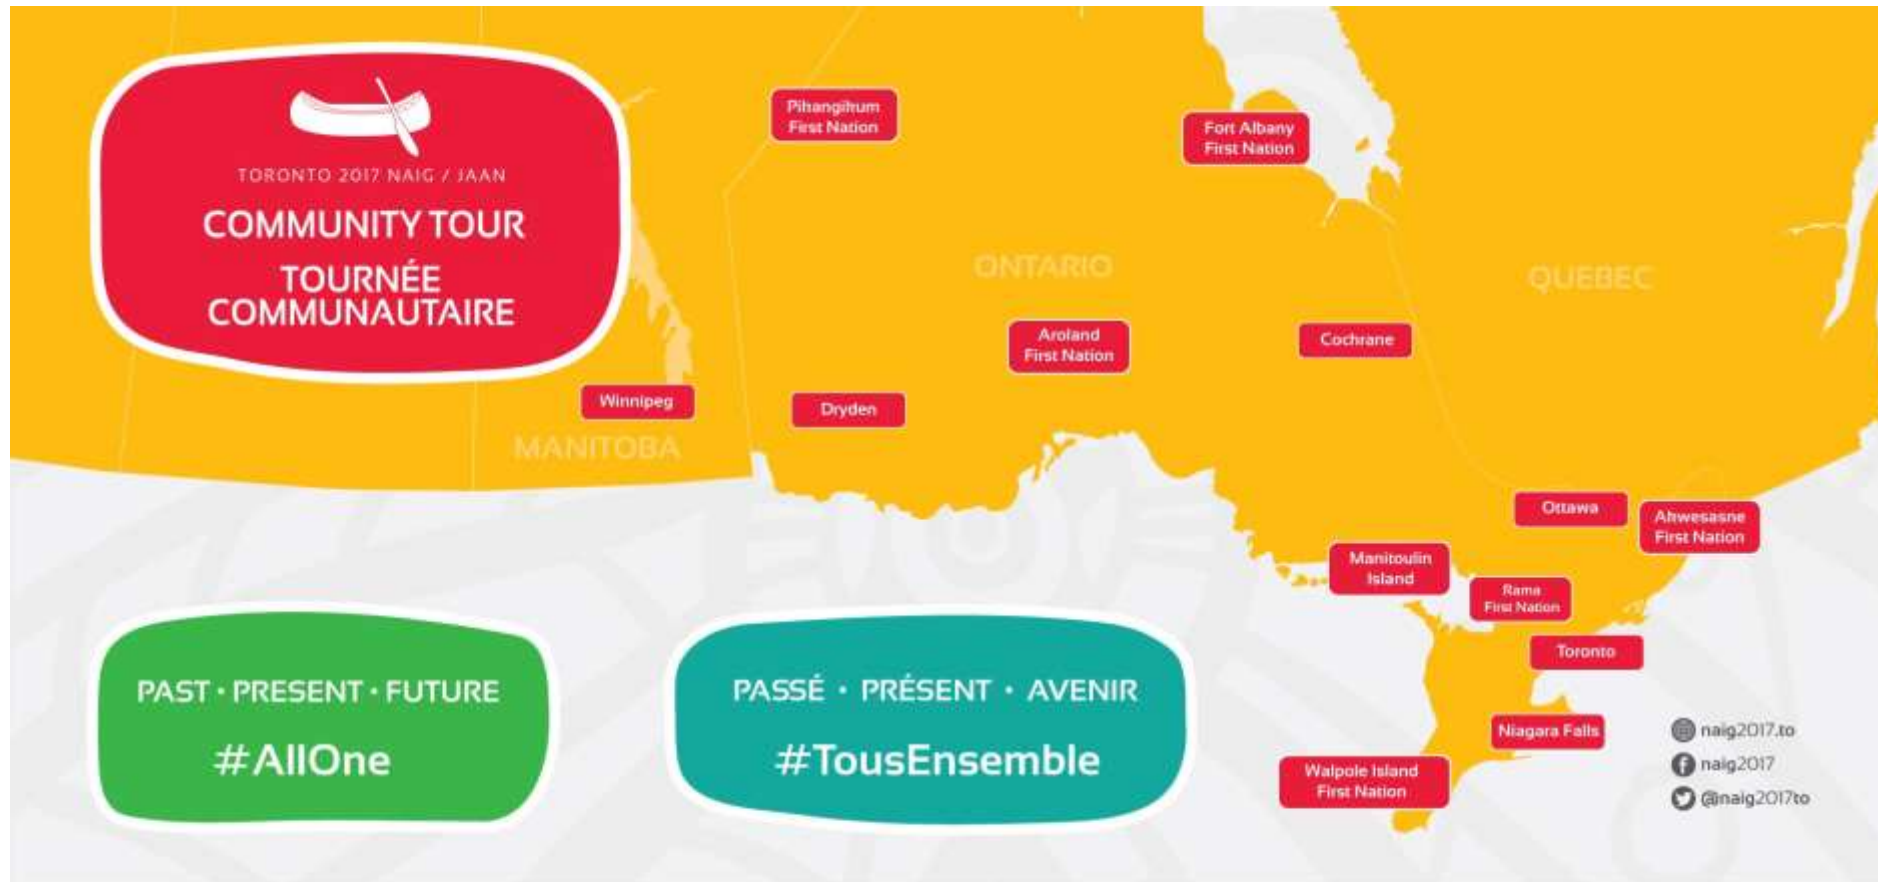 TORONTO 2017 NAIG / JAAN
COMMUNITY TOUR
TOURNÉE
COMMUNAUTAIRE
Pihangikum
First Nation
Fort Albany
First Nation
ONTARIO
QUEBEC
Aroland
First Nation
Cochrane
Winnipeg
Dryden
MANITOBA
Ottawa
Ahwesasne
First Nation
Manitoulin
Island
Rama
First Nation
Toronto
Niagara Falls
Walpole Island
First Nation
PAST · PRESENT · FUTURE
#AllOne
PASSÉ · PRÉSENT · AVENIR
#TousEnsemble
naig2017.to
naig2017
@naig2017to